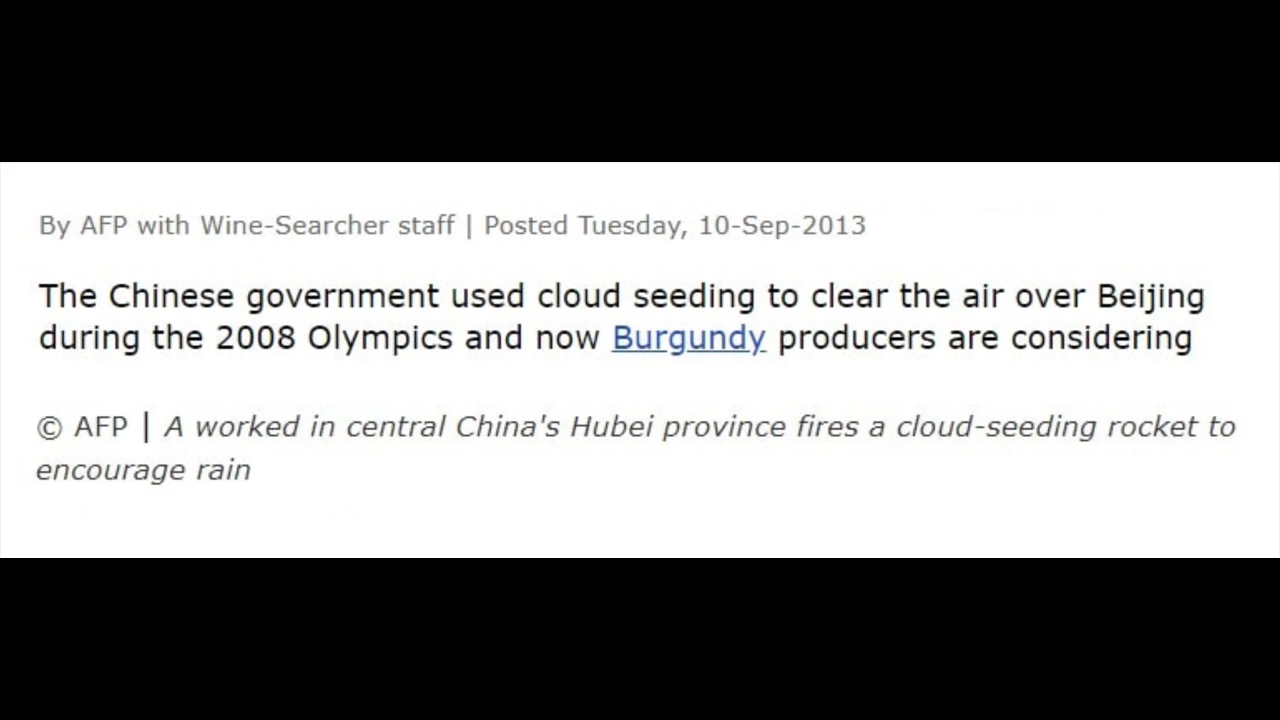 By AFP with Wine-Searcher staff | Posted Tuesday, 10-Sep-2013
The Chinese government used cloud seeding to clear the air over Beijing
during the 2008 Olympics and now Burgundy producers are considering
© AFP | A worked in central China's Hubei province fires a cloud-seeding rocket to
encourage rain